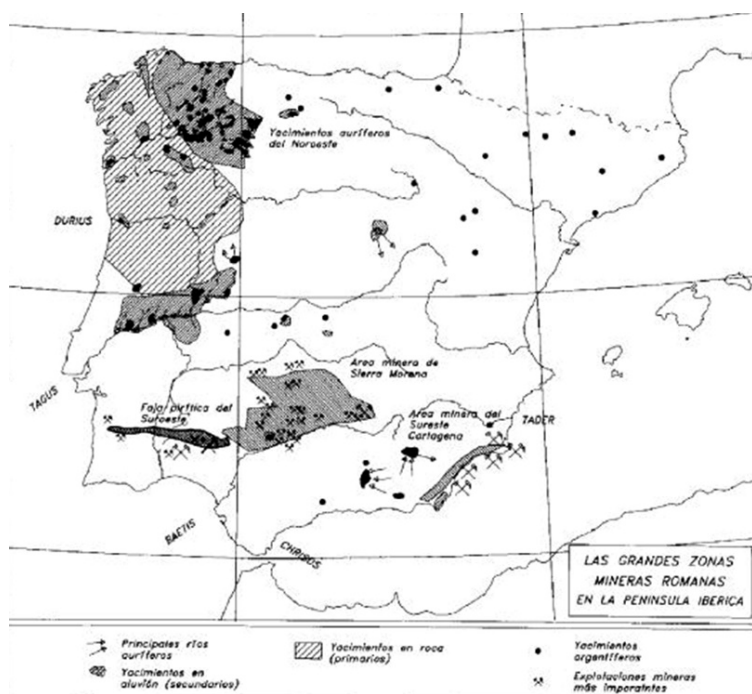 Yacimientos auríferos
del Noroeste
DURIUS
Area minera de
Sierra Morena
TAGUS
Faja pirítica del
Suroeste
Area minera del
Sureste
Cartagena
TADER
BAETIS
CHRISOS
LAS GRANDES ZONAS
MINERAS ROMANAS
EN LA PENINSULA IBERICA
Principales ríos
auríferos
Yacimientos en
aluvión (secundarios)
Yacimientos en roca
(primarios)
Yacimientos
argentíferos
Explotaciones mineras
más imporantes